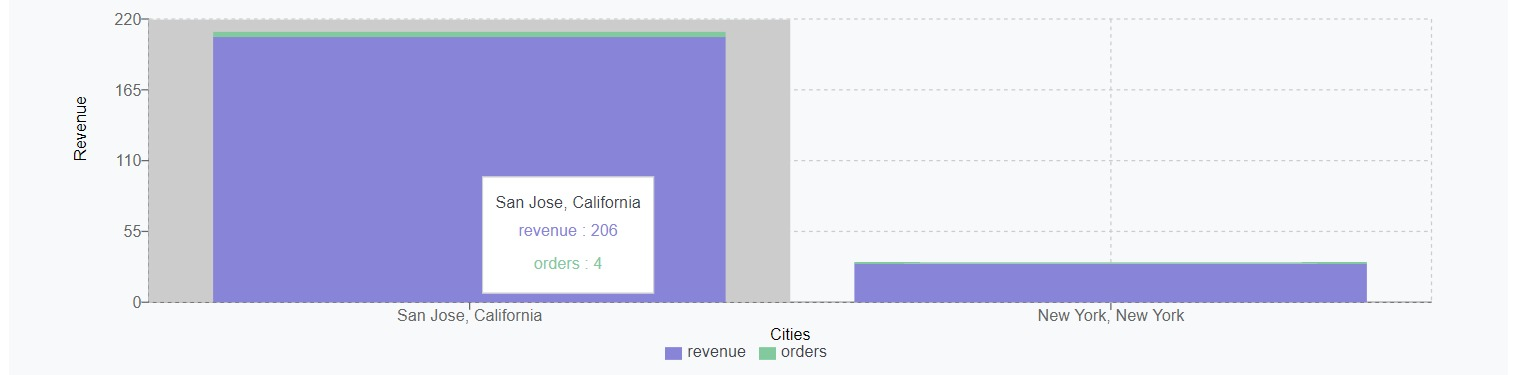 220
165
110
55
0
Revenue
San Jose, California
revenue : 206
orders : 4
San Jose, California
New York, New York
Cities
revenue
orders